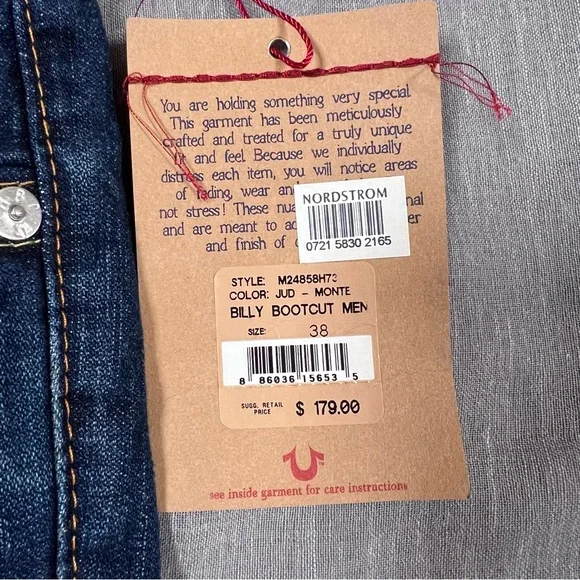 You are holding something very special.
This garment has been meticulously
crafted and treated for a truly unique
fit and feel. Because we individually
distress each item, you will notice areas
of fading, wear and
not stress! These
and are meant to
and finish of
NORDSTROM
0721 5830 2165
STYLE: M24858H73
COLOR: JUD - MONTE
BILLY BOOTCUT MEN
SIZE: 38
8 86036 15653 5
SUGG. RETAIL PRICE $ 179.00
see inside garment for care instructions